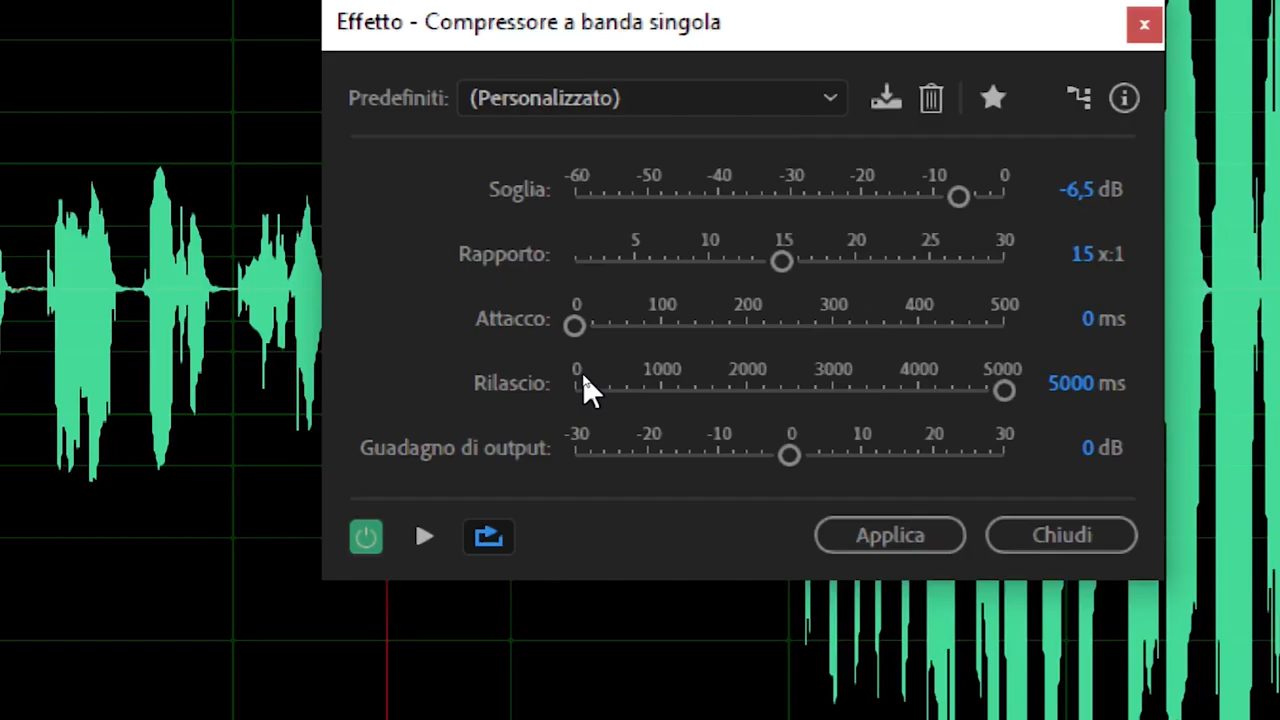 Effetto - Compressore a banda singola
x
Predefiniti: (Personalizzato)
-60 -50 -40 -30 -20 -10 0
Soglia: -6,5 dB
5 10 15 20 25 30
Rapporto: 15 x:1
0 100 200 300 400 500
Attacco: 0 ms
0 1000 2000 3000 4000 5000
Rilascio: 5000 ms
-30 -20 -10 0 10 20 30
Guadagno di output: 0 dB
Applica Chiudi